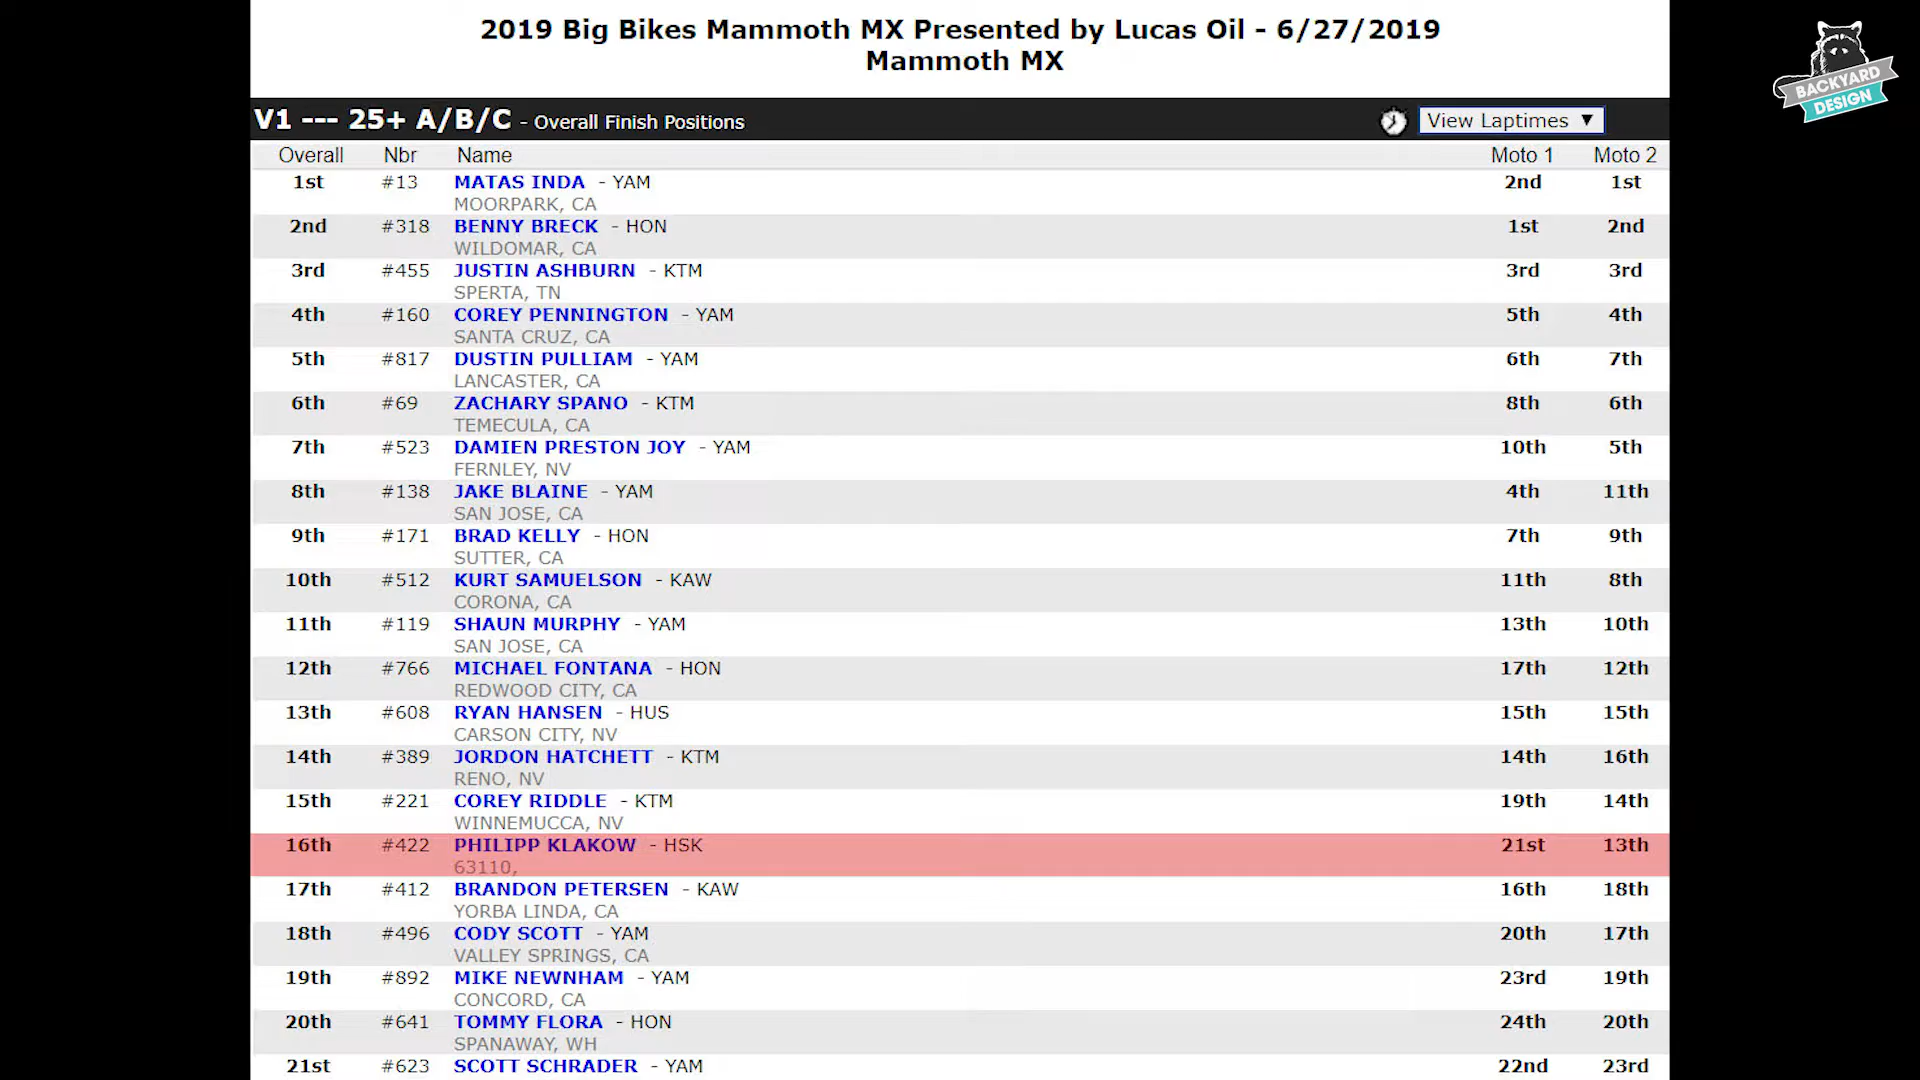 2019 Big Bikes Mammoth MX Presented by Lucas Oil - 6/27/2019
Mammoth MX
BACKYARD
DESIGN
V1 --- 25+ A/B/C - Overall Finish Positions View Laptimes ▼
Overall Nbr Name Moto 1 Moto 2
1st #13 MATAS INDA - YAM 2nd 1st
MOORPARK, CA
2nd #318 BENNY BRECK - HON 1st 2nd
WILDOMAR, CA
3rd #455 JUSTIN ASHBURN - KTM 3rd 3rd
SPERTA, TN
4th #160 COREY PENNINGTON - YAM 5th 4th
SANTA CRUZ, CA
5th #817 DUSTIN PULLIAM - YAM 6th 7th
LANCASTER, CA
6th #69 ZACHARY SPANO - KTM 8th 6th
TEMECULA, CA
7th #523 DAMIEN PRESTON JOY - YAM 10th 5th
FERNLEY, NV
8th #138 JAKE BLAINE - YAM 4th 11th
SAN JOSE, CA
9th #171 BRAD KELLY - HON 7th 9th
SUTTER, CA
10th #512 KURT SAMUELSON - KAW 11th 8th
CORONA, CA
11th #119 SHAUN MURPHY - YAM 13th 10th
SAN JOSE, CA
12th #766 MICHAEL FONTANA - HON 17th 12th
REDWOOD CITY, CA
13th #608 RYAN HANSEN - HUS 15th 15th
CARSON CITY, NV
14th #389 JORDON HATCHETT - KTM 14th 16th
RENO, NV
15th #221 COREY RIDDLE - KTM 19th 14th
WINNEMUCCA, NV
16th #422 PHILIPP KLAKOW - HSK 21st 13th
63110,
17th #412 BRANDON PETERSEN - KAW 16th 18th
YORBA LINDA, CA
18th #496 CODY SCOTT - YAM 20th 17th
VALLEY SPRINGS, CA
19th #892 MIKE NEWNHAM - YAM 23rd 19th
CONCORD, CA
20th #641 TOMMY FLORA - HON 24th 20th
SPANAWAY, WH
21st #623 SCOTT SCHRADER - YAM 22nd 23rd